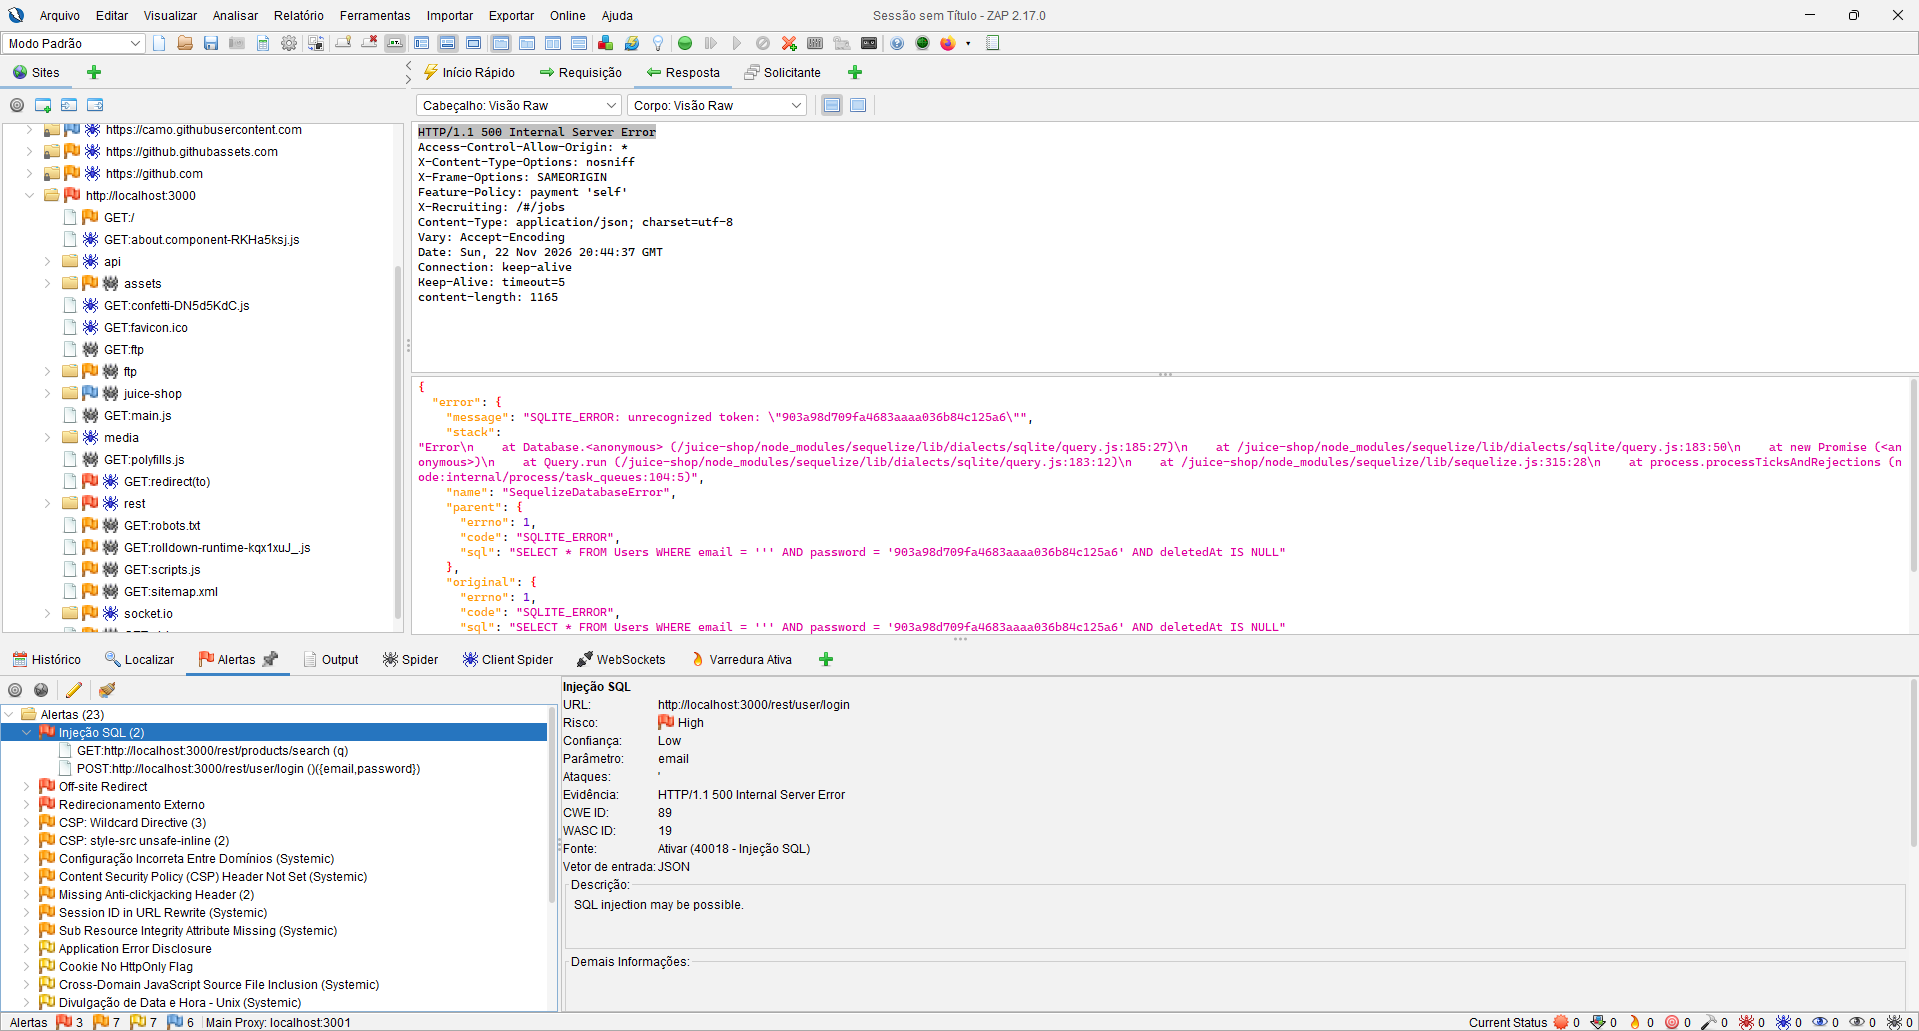 Arquivo Editar Visualizar Analisar Relatório Ferramentas Importar Exportar Online Ajuda
Sessão sem Título - ZAP 2.17.0
Modo Padrão
Sites
Início Rápido Requisição Resposta Solicitante
Cabeçalho: Visão Raw Corpo: Visão Raw
https://camo.githubusercontent.com
https://github.githubassets.com
https://github.com
http://localhost:3000
GET:/
GET:about.component-RKHa5ksj.js
api
assets
GET:confetti-DN5d5KdC.js
GET:favicon.ico
GET:ftp
ftp
juice-shop
GET:main.js
media
GET:polyfills.js
GET:redirect(to)
rest
GET:robots.txt
GET:rolldown-runtime-kqx1xuJ_.js
GET:scripts.js
GET:sitemap.xml
socket.io
HTTP/1.1 500 Internal Server Error
Access-Control-Allow-Origin: *
X-Content-Type-Options: nosniff
X-Frame-Options: SAMEORIGIN
Feature-Policy: payment 'self'
X-Recruiting: /#/jobs
Content-Type: application/json; charset=utf-8
Vary: Accept-Encoding
Date: Sun, 22 Nov 2026 20:44:37 GMT
Connection: keep-alive
Keep-Alive: timeout=5
content-length: 1165
{
"error": {
"message": "SQLITE_ERROR: unrecognized token: \"903a98d709fa4683aaaa036b84c125a6\"",
"stack":
"Error\n    at Database.<anonymous> (/juice-shop/node_modules/sequelize/lib/dialects/sqlite/query.js:185:27)\n    at /juice-shop/node_modules/sequelize/lib/dialects/sqlite/query.js:183:50\n    at new Promise (<an
onymous>)\n    at Query.run (/juice-shop/node_modules/sequelize/lib/dialects/sqlite/query.js:183:12)\n    at /juice-shop/node_modules/sequelize/lib/sequelize.js:315:28\n    at process.processTicksAndRejections (n
ode:internal/process/task_queues:104:5)",
"name": "SequelizeDatabaseError",
"parent": {
"errno": 1,
"code": "SQLITE_ERROR",
"sql": "SELECT * FROM Users WHERE email = ''' AND password = '903a98d709fa4683aaaa036b84c125a6' AND deletedAt IS NULL"
},
"original": {
"errno": 1,
"code": "SQLITE_ERROR",
"sql": "SELECT * FROM Users WHERE email = ''' AND password = '903a98d709fa4683aaaa036b84c125a6' AND deletedAt IS NULL"
Histórico Localizar Alertas Output Spider Client Spider WebSockets Varredura Ativa
Alertas (23)
Injeção SQL (2)
GET:http://localhost:3000/rest/products/search (q)
POST:http://localhost:3000/rest/user/login ()({email,password})
Off-site Redirect
Redirecionamento Externo
CSP: Wildcard Directive (3)
CSP: style-src unsafe-inline (2)
Configuração Incorreta Entre Domínios (Systemic)
Content Security Policy (CSP) Header Not Set (Systemic)
Missing Anti-clickjacking Header (2)
Session ID in URL Rewrite (Systemic)
Sub Resource Integrity Attribute Missing (Systemic)
Application Error Disclosure
Cookie No HttpOnly Flag
Cross-Domain JavaScript Source File Inclusion (Systemic)
Divulgação de Data e Hora - Unix (Systemic)
Injeção SQL
URL: http://localhost:3000/rest/user/login
Risco: High
Confiança: Low
Parâmetro: email
Ataques: '
Evidência: HTTP/1.1 500 Internal Server Error
CWE ID: 89
WASC ID: 19
Fonte: Ativar (40018 - Injeção SQL)
Vetor de entrada: JSON
Descrição:
SQL injection may be possible.
Demais Informações:
Alertas 3 7 7 6 Main Proxy: localhost:3001
Current Status 0 0 0 0 0 0 0 0 0 0